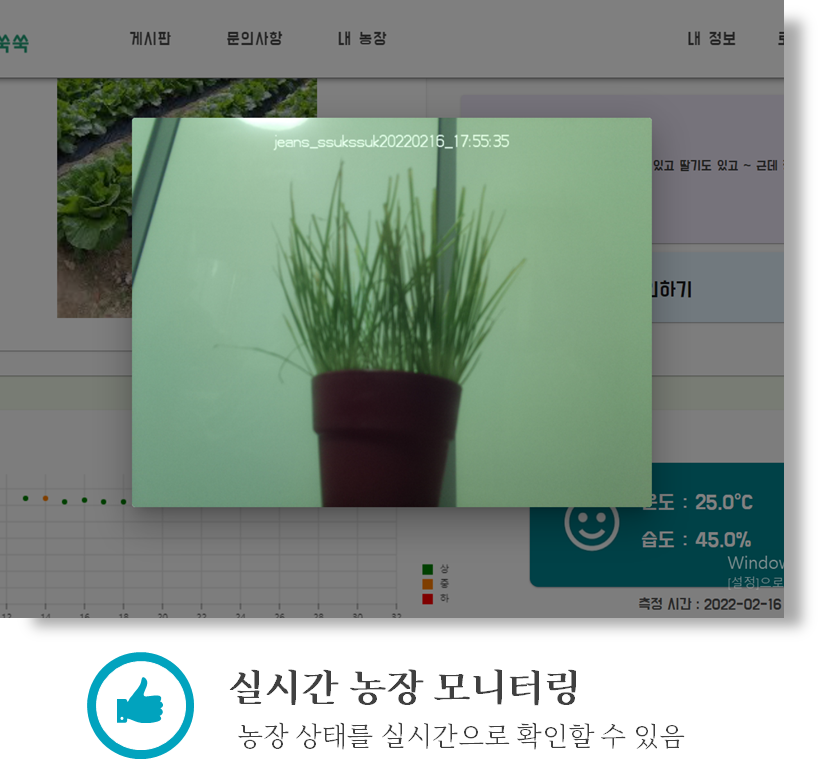 쑥쑥 게시판 문의사항 내 농장 내 정보
jeans_ssukssuk20220216_17:55:35
있고 딸기도 있고 ~ 근데
하기
온도 : 25.0°C
습도 : 45.0%
Window
[설정]으로
상
중
하
측정 시간 : 2022-02-16
12 14 16 18 20 22 24 26 28 30 32
실시간 농장 모니터링
농장 상태를 실시간으로 확인할 수 있음